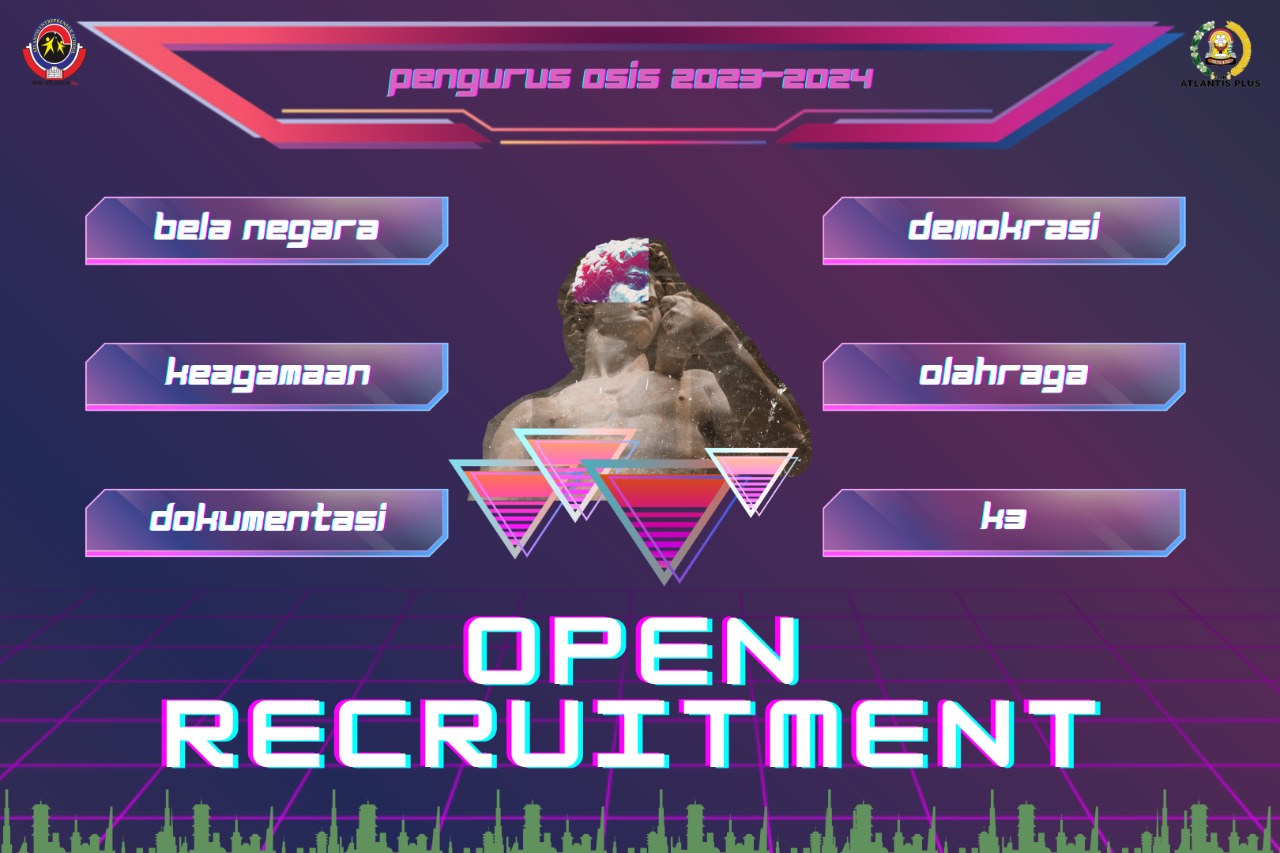 pengurus osis 2023-2024
bela negara
demokrasi
keagamaan
olahraga
dokumentasi
k3
OPEN
RECRUITMENT
ATLANTIS PLUS